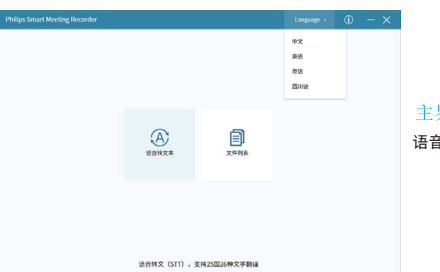 Philips Smart Meeting Recorder
Language
中文
英语
粤语
四川话
语音转文本
文件列表
语音转文（STT），支持25国26种文字翻译
主
语音